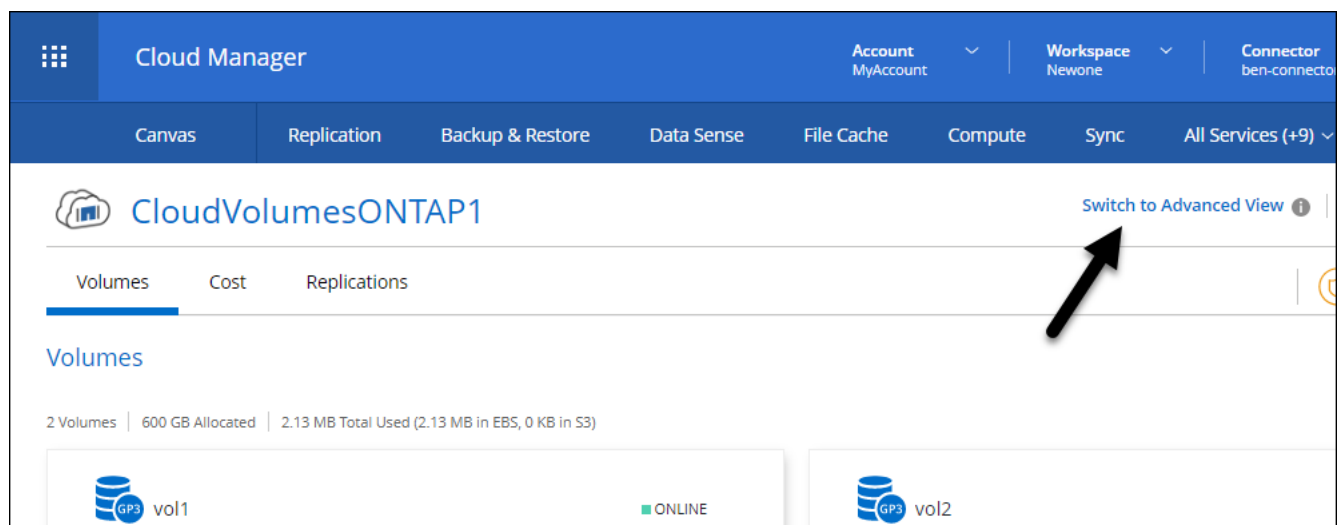 Cloud Manager
Account
MyAccount
Workspace
Newone
Connector
ben-connecto
Canvas
Replication
Backup & Restore
Data Sense
File Cache
Compute
Sync
All Services (+9)
CloudVolumesONTAP1
Switch to Advanced View
Volumes
Cost
Replications
Volumes
2 Volumes | 600 GB Allocated | 2.13 MB Total Used (2.13 MB in EBS, 0 KB in S3)
GP3
vol1
ONLINE
GP3
vol2